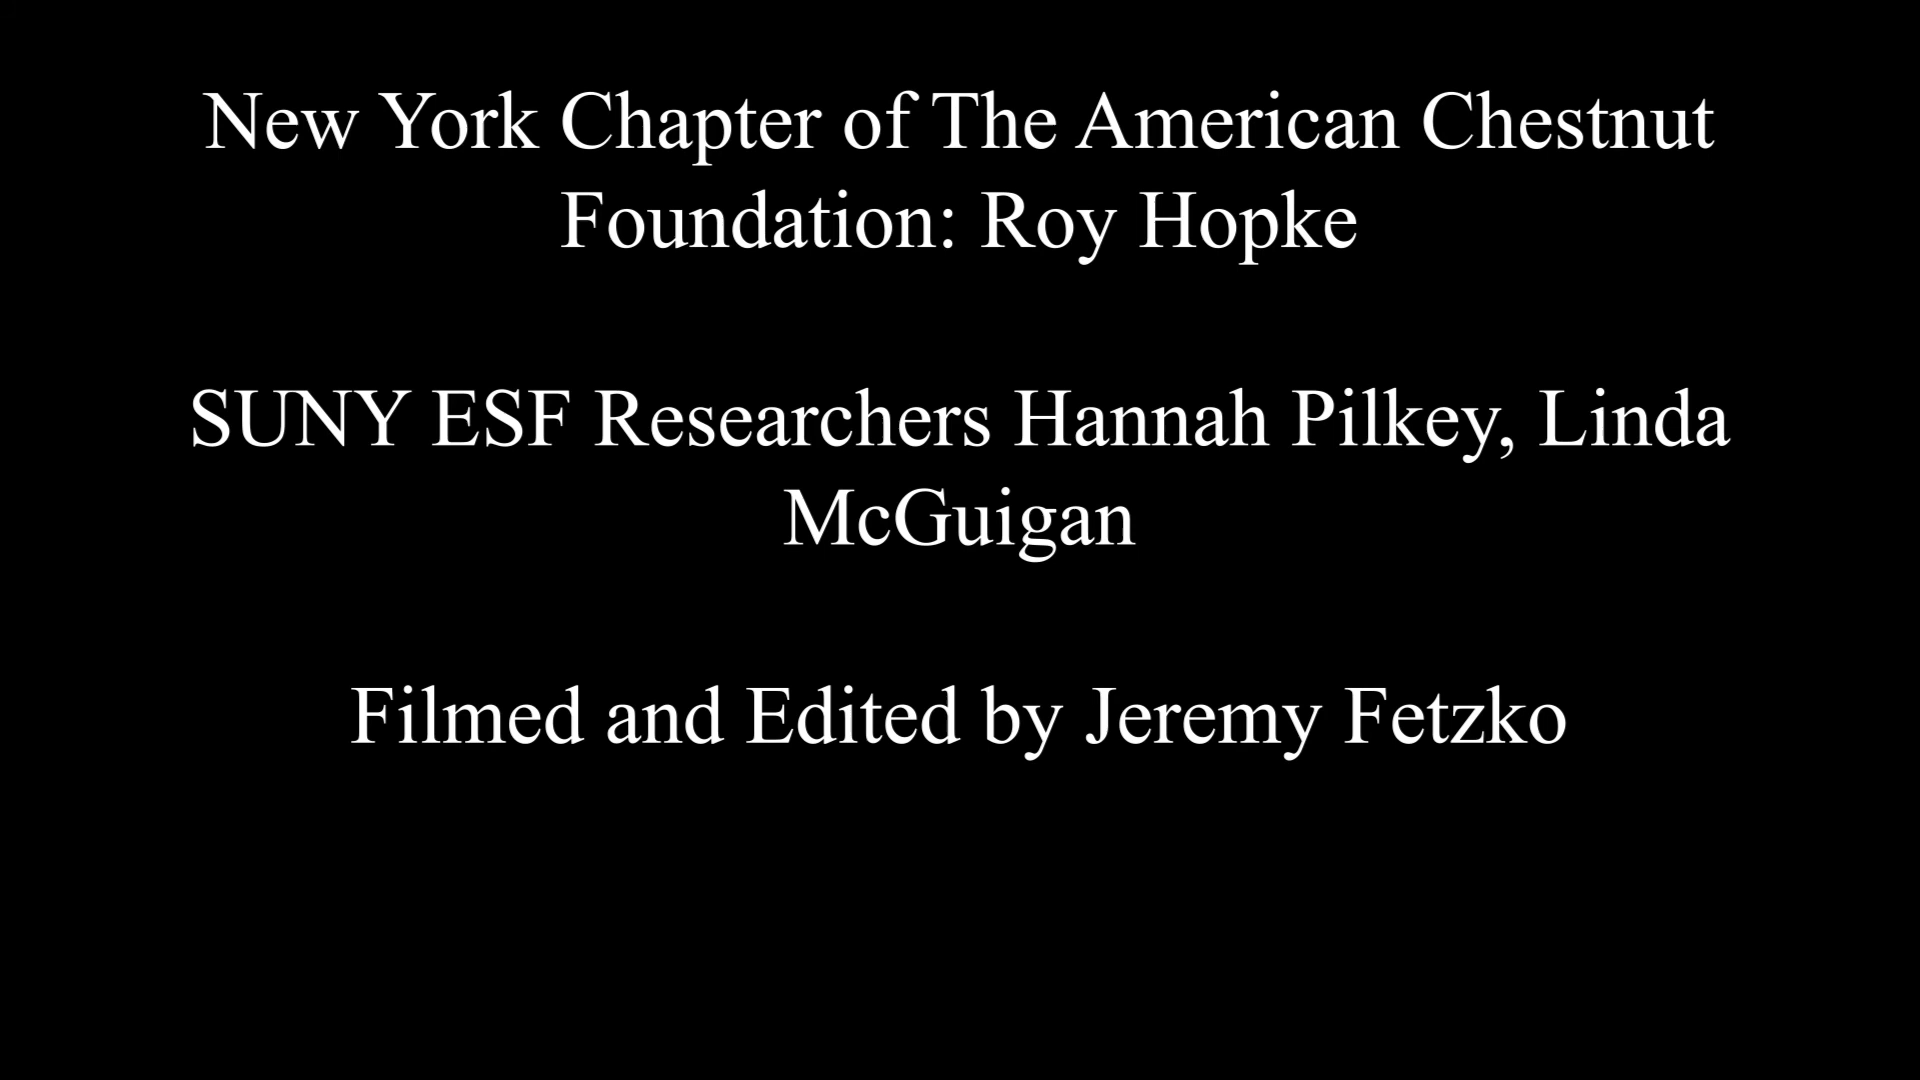 New York Chapter of The American Chestnut
Foundation: Roy Hopke
SUNY ESF Researchers Hannah Pilkey, Linda
McGuigan
Filmed and Edited by Jeremy Fetzko